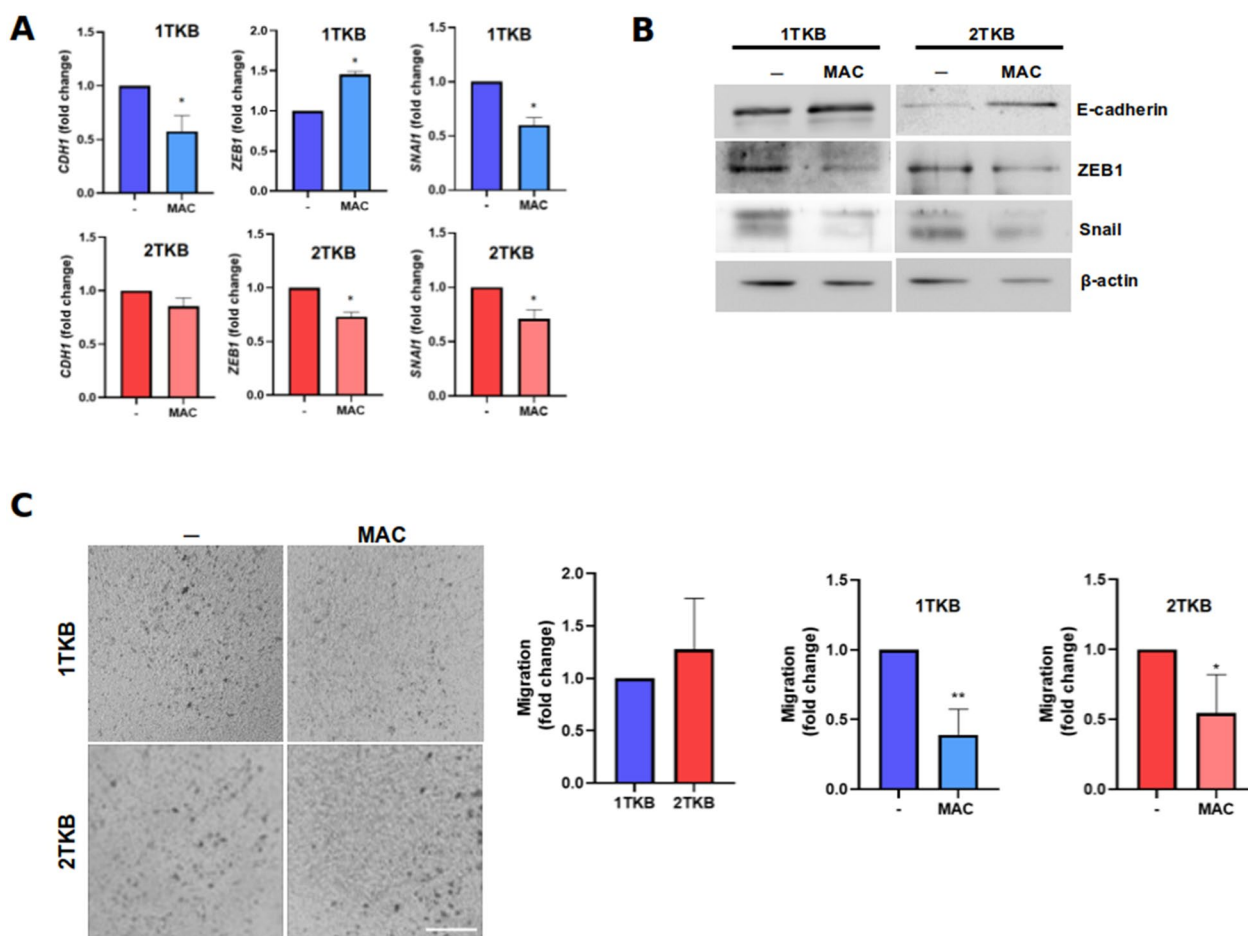 A
1TKB
CDH1 (fold change)
1.5
1.0
0.5
0.0
-
MAC
1TKB
ZEB1 (fold change)
2.0
1.5
1.0
0.5
0.0
*
-
MAC
1TKB
SNAI1 (fold change)
1.5
1.0
0.5
0.0
*
-
MAC
*
2TKB
CDH1 (fold change)
1.5
1.0
0.5
0.0
-
MAC
2TKB
ZEB1 (fold change)
1.5
1.0
0.5
0.0
*
-
MAC
2TKB
SNAI1 (fold change)
1.5
1.0
0.5
0.0
*
-
MAC
B
1TKB 2TKB
— MAC — MAC
E-cadherin
ZEB1
Snail
β-actin
C
— MAC
1TKB
2TKB
Migration
(fold change)
2.0
1.5
1.0
0.5
0.0
1TKB 2TKB
1TKB
Migration
(fold change)
1.5
1.0
0.5
0.0
**
-
MAC
2TKB
Migration
(fold change)
1.5
1.0
0.5
0.0
*
-
MAC